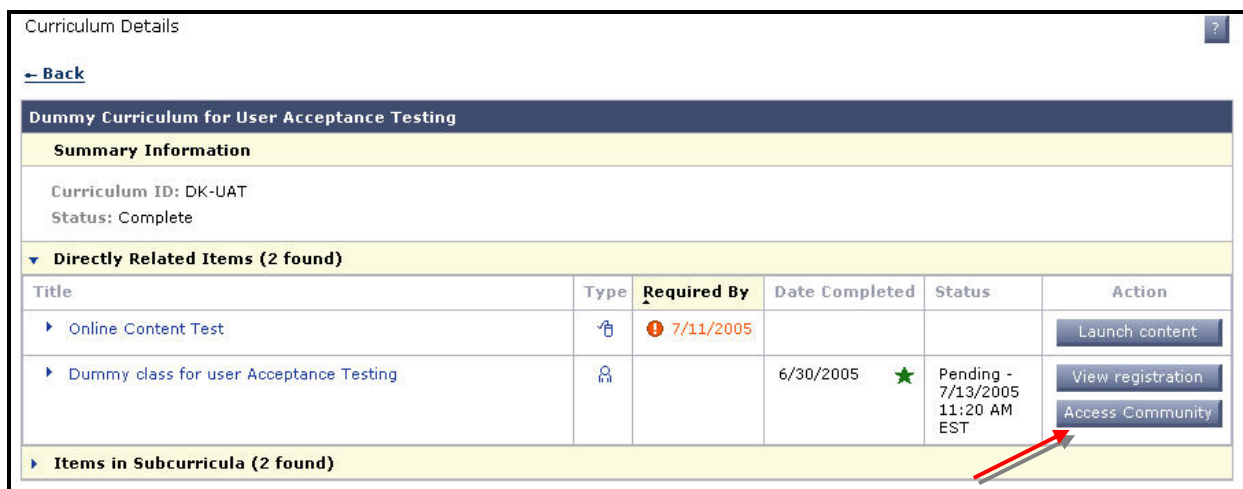 Curriculum Details
?
← Back
Dummy Curriculum for User Acceptance Testing
Summary Information
Curriculum ID: DK-UAT
Status: Complete
Directly Related Items (2 found)
Title Type Required By Date Completed Status Action
Online Content Test 7/11/2005 Launch content
Dummy class for user Acceptance Testing 6/30/2005 Pending - View registration
7/13/2005
11:20 AM Access Community
EST
Items in Subcurricula (2 found)